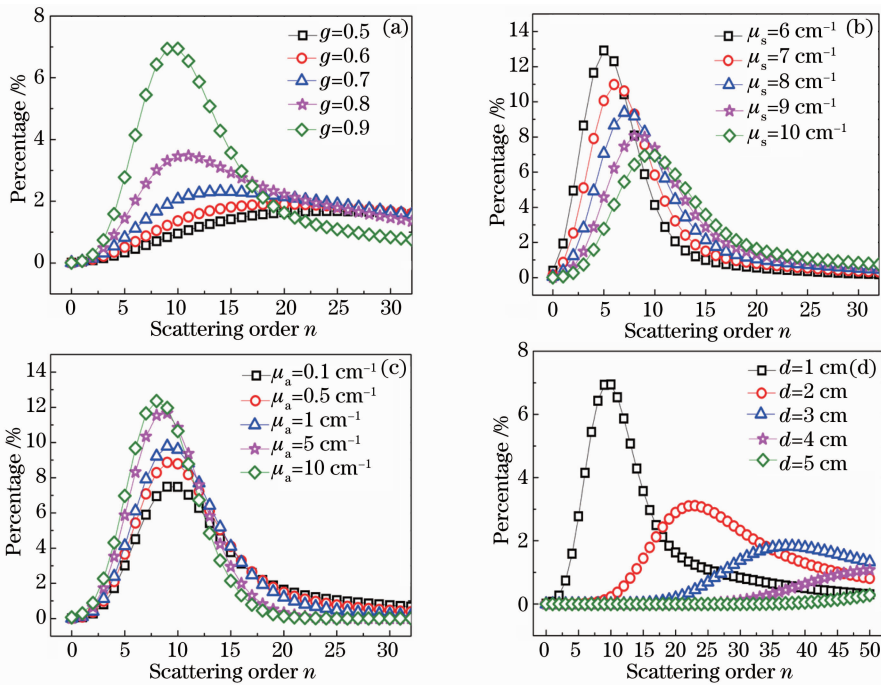 (a)
g=0.5
g=0.6
g=0.7
g=0.8
g=0.9
Percentage /%
8
6
4
2
0
0 5 10 15 20 25 30
Scattering order n
(b)
μs=6 cm⁻¹
μs=7 cm⁻¹
μs=8 cm⁻¹
μs=9 cm⁻¹
μs=10 cm⁻¹
Percentage /%
14
12
10
8
6
4
2
0
0 5 10 15 20 25 30
Scattering order n
(c)
μa=0.1 cm⁻¹
μa=0.5 cm⁻¹
μa=1 cm⁻¹
μa=5 cm⁻¹
μa=10 cm⁻¹
Percentage /%
14
12
10
8
6
4
2
0
0 5 10 15 20 25 30
Scattering order n
d=1 cm(d)
d=2 cm
d=3 cm
d=4 cm
d=5 cm
Percentage /%
8
6
4
2
0
0 5 10 15 20 25 30 35 40 45 50
Scattering order n